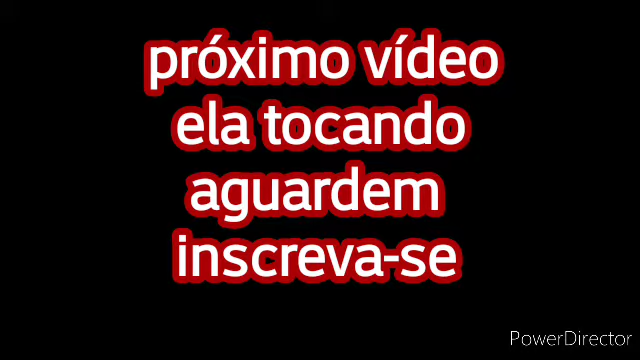 próximo vídeo
ela tocando
aguardem
inscreva-se
PowerDirector